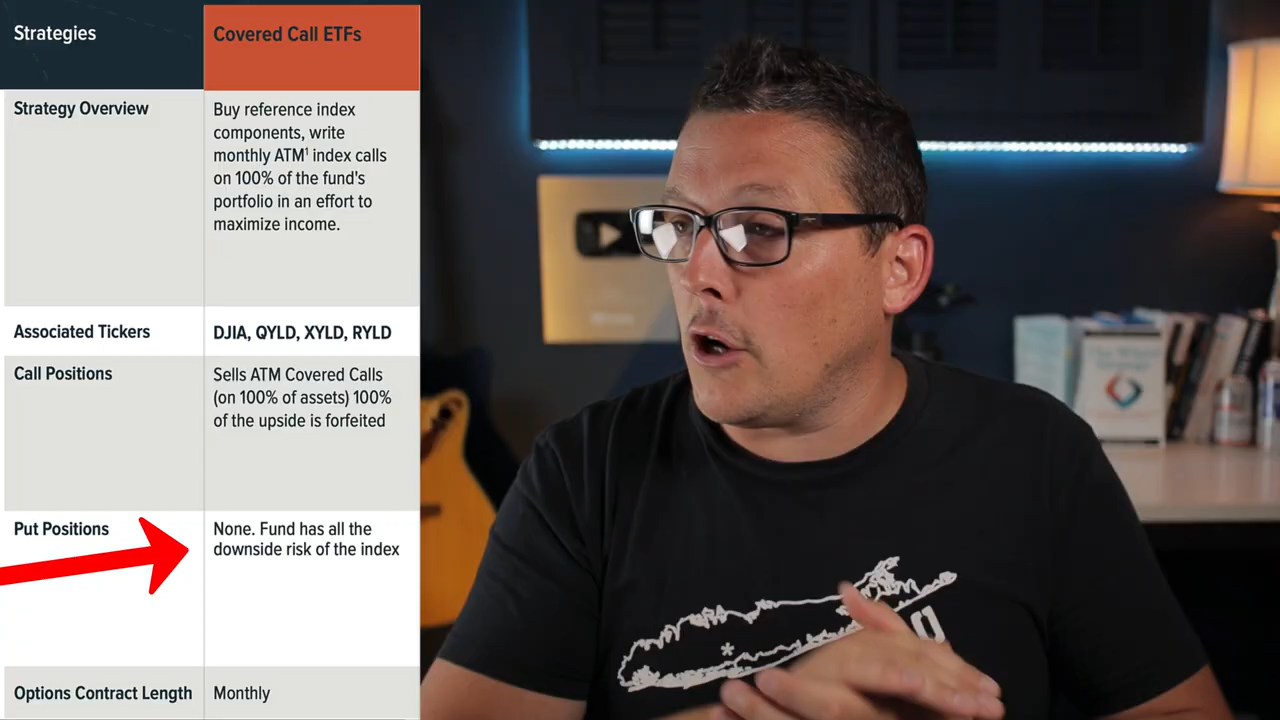 Strategies
Covered Call ETFs
Strategy Overview
Buy reference index
components, write
monthly ATM¹ index calls
on 100% of the fund's
portfolio in an effort to
maximize income.
Associated Tickers
DJIA, QYLD, XYLD, RYLD
Call Positions
Sells ATM Covered Calls
(on 100% of assets) 100%
of the upside is forfeited
Put Positions
None. Fund has all the
downside risk of the index
Options Contract Length
Monthly